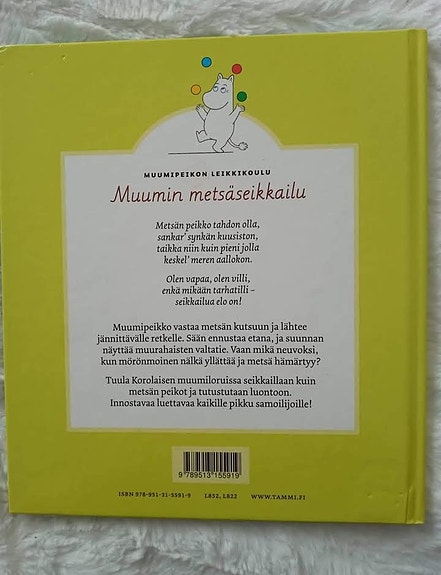 MUUMIPEIKON LEIKKIKOULU
Muumin metsäseikkailu
Metsän peikko tahdon olla,
sankar' synkän kuusiston,
taikka niin kuin pieni jolla
keskel' meren aallokon.
Olen vapaa, olen villi,
enkä mikään tarhatilli –
seikkailua elo on!
Muumipeikko vastaa metsän kutsuun ja lähtee
jännittävälle retkelle. Sään ennustaa etana, ja suunnan
näyttää muurahaisten valtatie. Vaan mikä neuvoksi,
kun mörönmoinen nälkä yllättää ja metsä hämärtyy?
Tuula Korolaisen muumiloruissa seikkaillaan kuin
metsän peikot ja tutustutaan luontoon.
Innostavaa luettavaa kaikille pikku samoilijoille!
9 789513 155919
ISBN 978-951-31-5591-9 L852, L822 WWW.TAMMI.FI